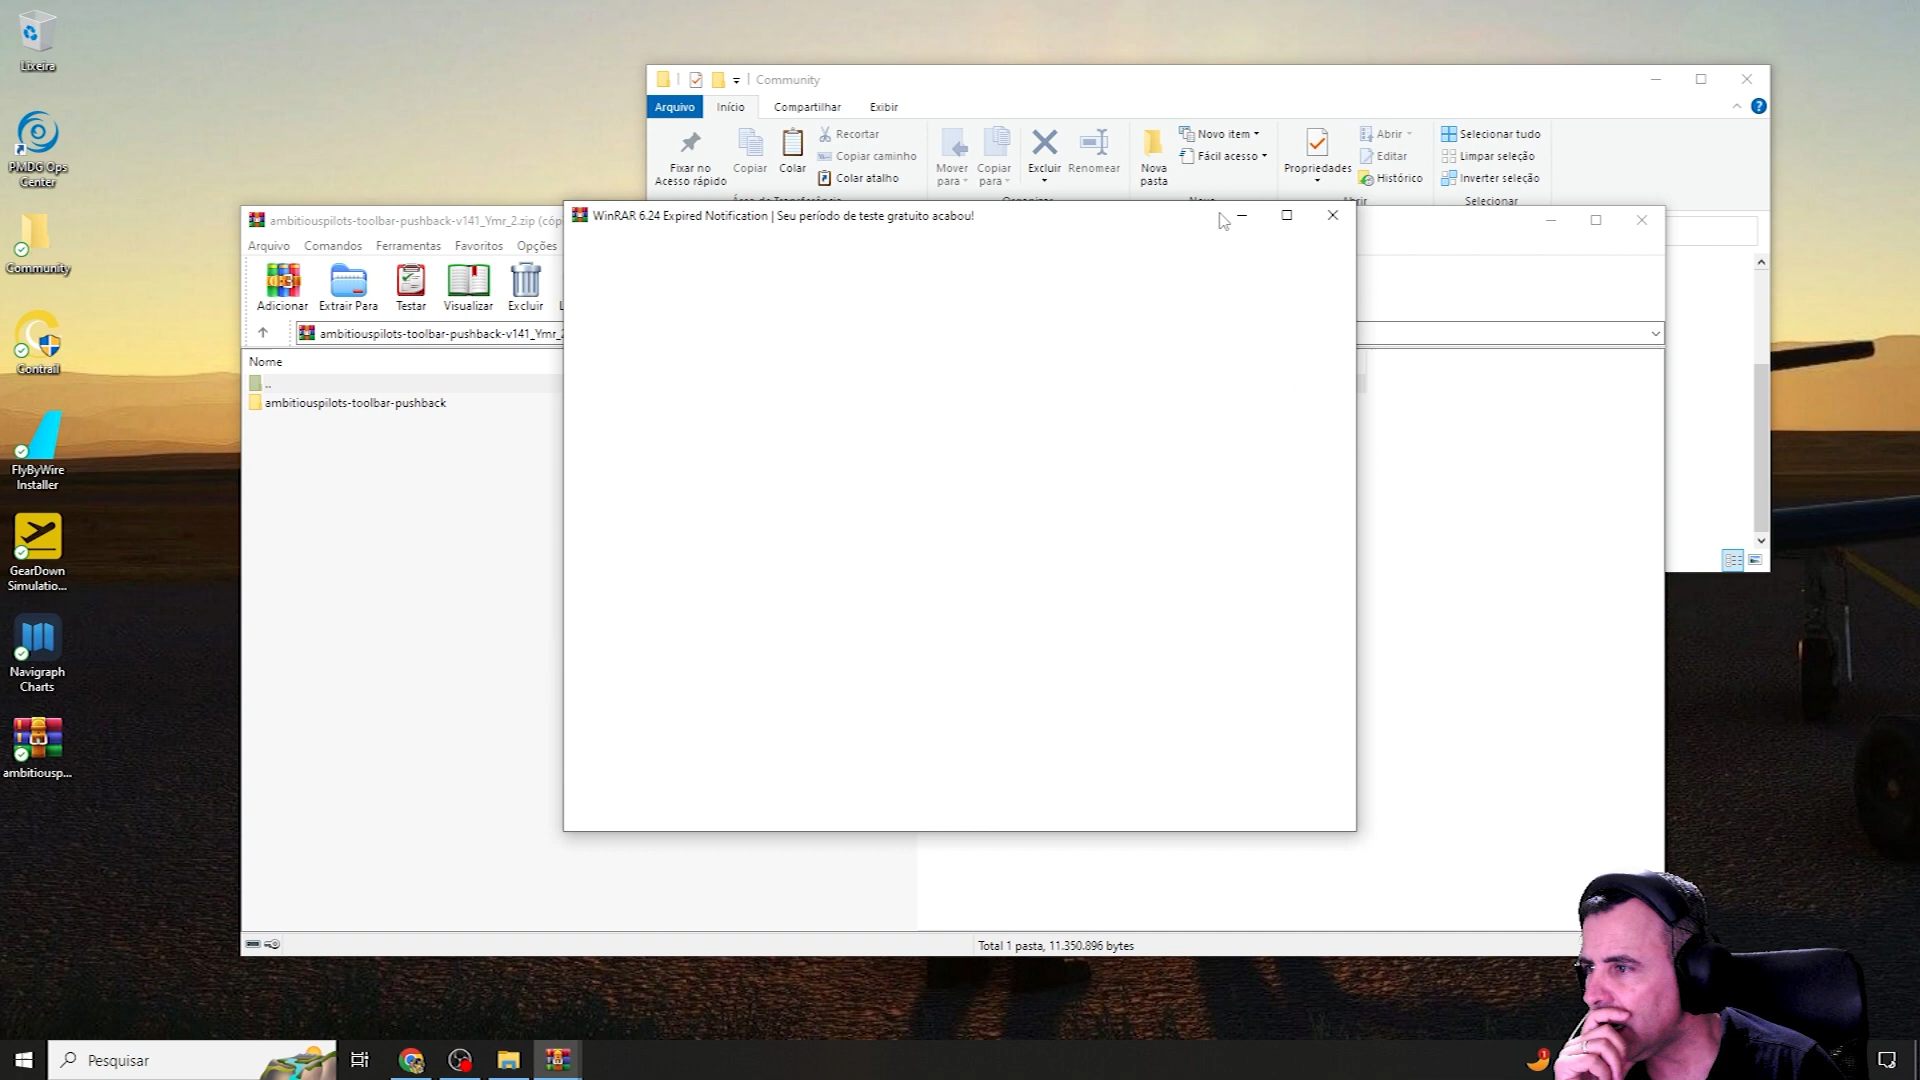 Lixeira
PMDG Ops
Center
Community
Contrail
FlyByWire
Installer
GearDown
Simulatio...
Navigraph
Charts
ambitiousp...
Community
Arquivo
Início
Compartilhar
Exibir
Fixar no
Acesso rápido
Copiar
Colar
Recortar
Copiar caminho
Colar atalho
Mover
para
Copiar
para
Excluir
Renomear
Nova
pasta
Novo item
Fácil acesso
Propriedades
Abrir
Editar
Histórico
Selecionar tudo
Limpar seleção
Inverter seleção
Selecionar
ambitiouspilots-toolbar-pushback-v141_Ymr_2.zip (cóp
Arquivo
Comandos
Ferramentas
Favoritos
Opções
Adicionar
Extrair Para
Testar
Visualizar
Excluir
ambitiouspilots-toolbar-pushback-v141_Ymr_2
Nome
..
ambitiouspilots-toolbar-pushback
Total 1 pasta, 11.350.896 bytes
WinRAR 6.24 Expired Notification | Seu período de teste gratuito acabou!
Pesquisar
1